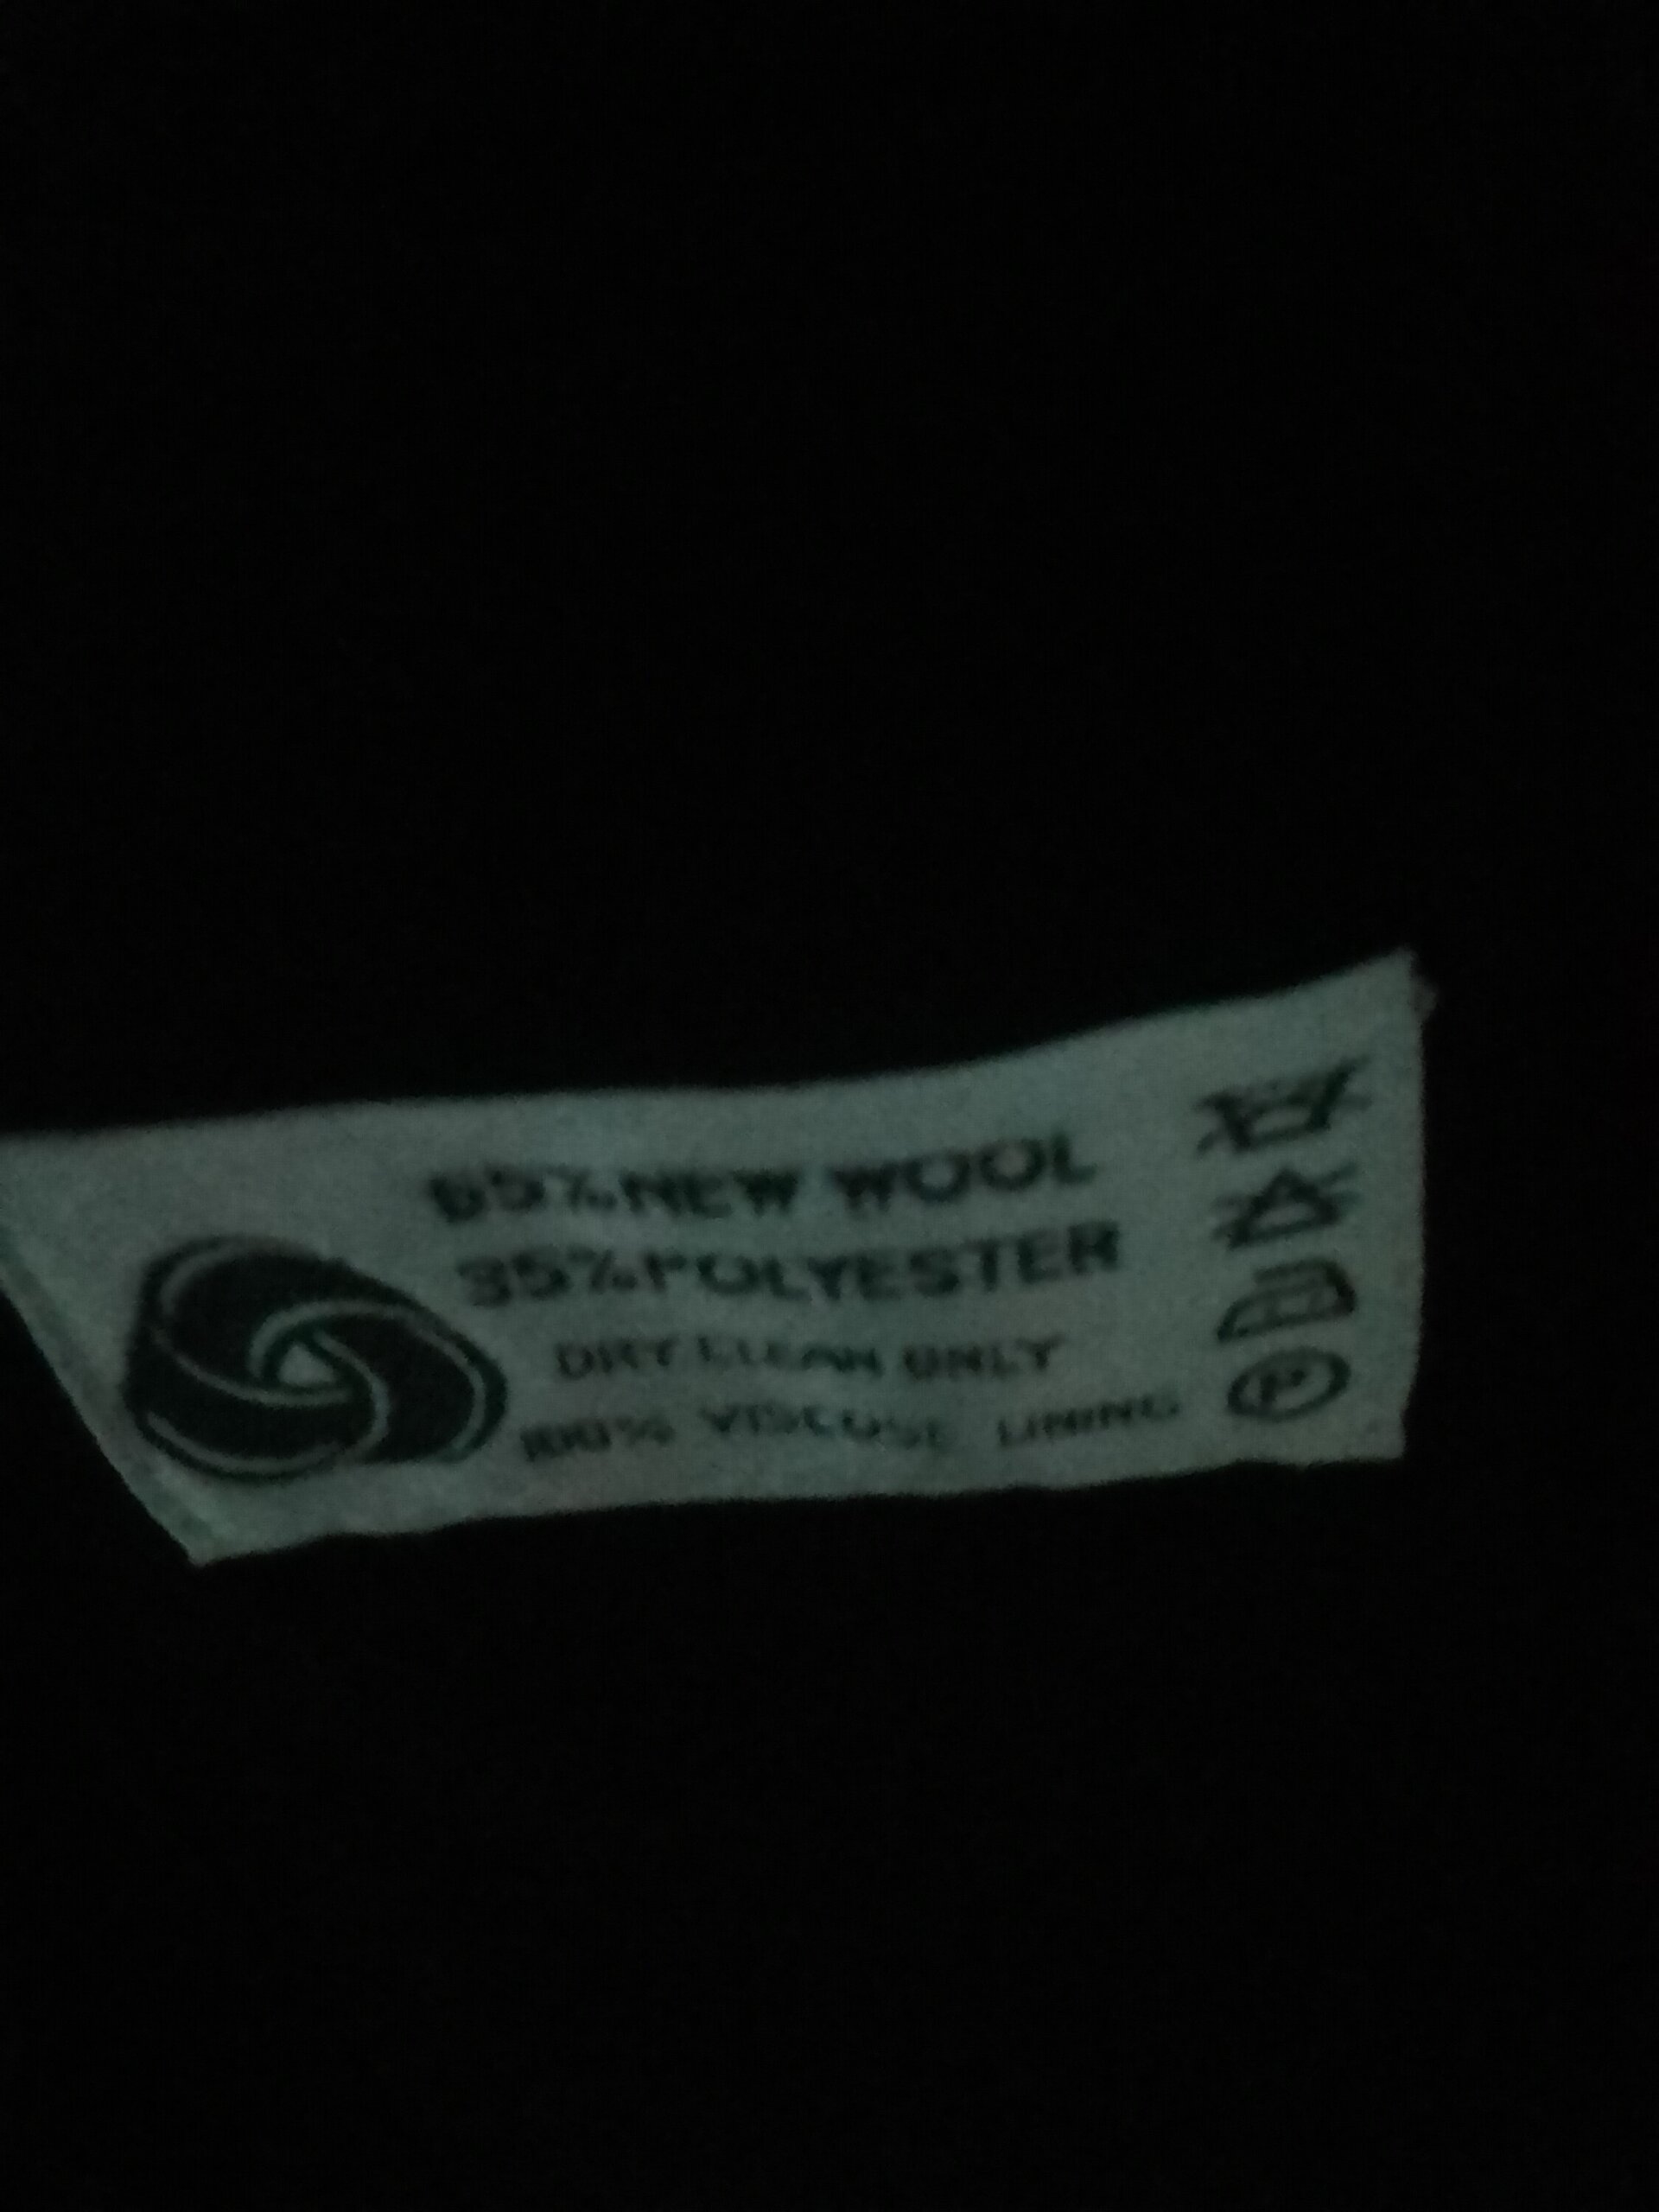 65% NEW WOOL
35% POLYESTER
DRY CLEAN ONLY
100% VISCOSE LINING
P